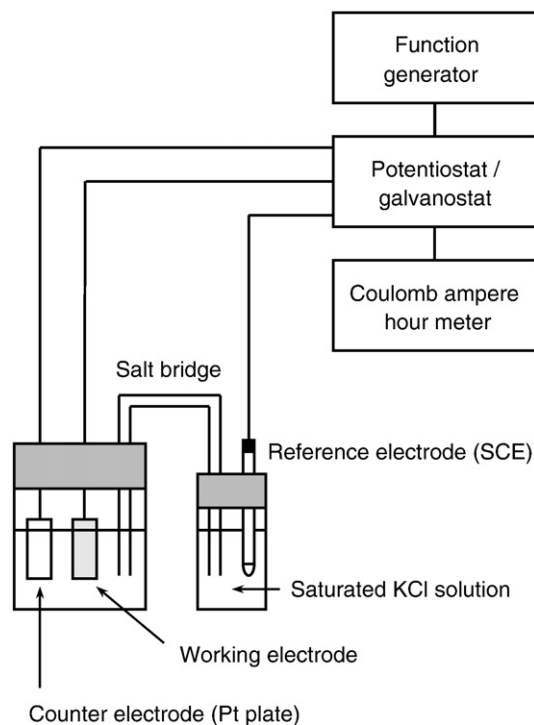 Function
generator
Potentiostat /
galvanostat
Coulomb ampere
hour meter
Salt bridge
Reference electrode (SCE)
Saturated KCl solution
Working electrode
Counter electrode (Pt plate)